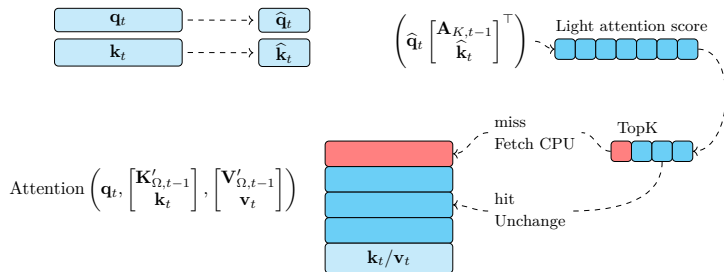 q_t
q̂_t
k_t
k̂_t
(q̂_t [A_{K,t−1} k̂_t]^⊤)
Light attention score
miss
Fetch CPU
TopK
Attention (q_t, [K′_{Ω,t−1} k_t], [V′_{Ω,t−1} v_t])
hit
Unchange
k_t/v_t